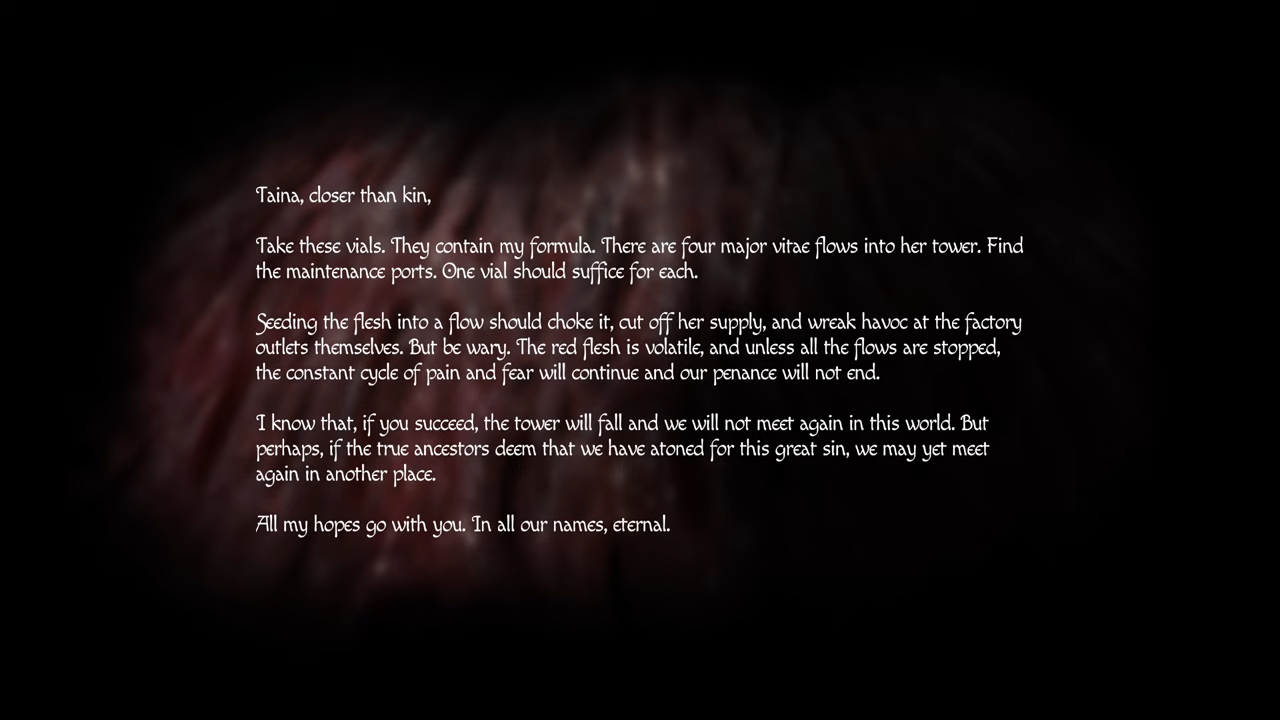 Taina, closer than kin,
Take these vials. They contain my formula. There are four major vitae flows into her tower. Find
the maintenance ports. One vial should suffice for each.
Seeding the flesh into a flow should choke it, cut off her supply, and wreak havoc at the factory
outlets themselves. But be wary. The red flesh is volatile, and unless all the flows are stopped,
the constant cycle of pain and fear will continue and our penance will not end.
I know that, if you succeed, the tower will fall and we will not meet again in this world. But
perhaps, if the true ancestors deem that we have atoned for this great sin, we may yet meet
again in another place.
All my hopes go with you. In all our names, eternal.